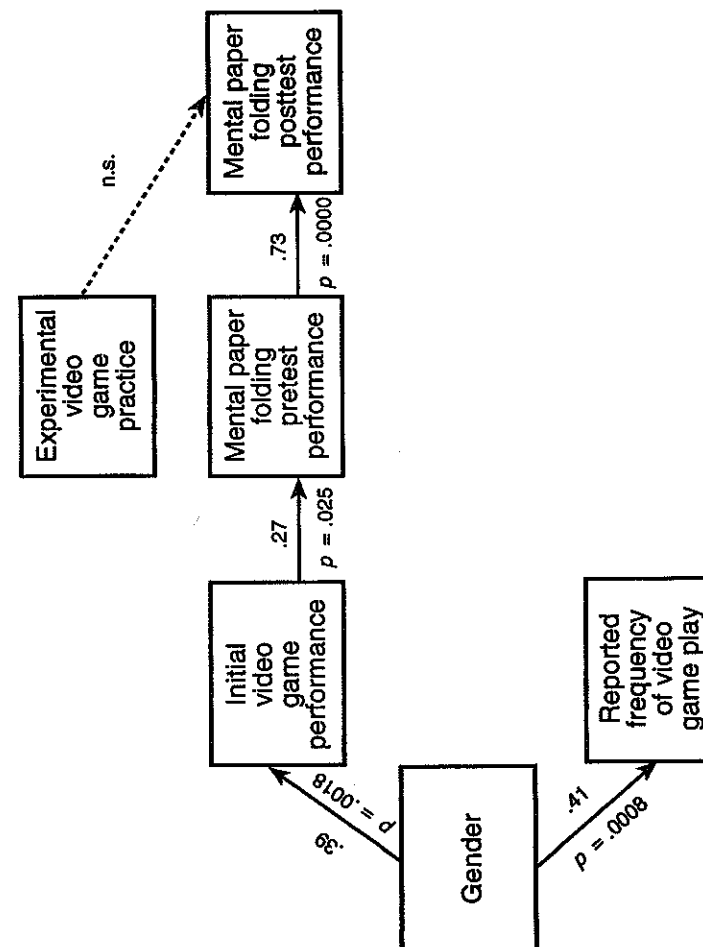 Experimental
video
game
practice
n.s.
Initial
video
game
performance
.27
p = .025
Mental paper
folding
pretest
performance
.73
p = .0000
Mental paper
folding
posttest
performance
.39
p = .0018
Gender
.41
p = .0008
Reported
frequency
of video
game play